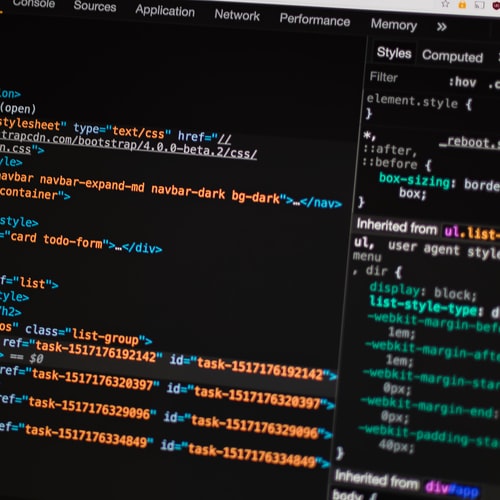 Console Sources Application Network Performance Memory »
Styles Computed
Filter :hov .c
ion>
(open)
stylesheet" type="text/css" href="//
trapcdn.com/bootstrap/4.0.0-beta.2/css/
n.css">
yle>
navbar navbar-expand-md navbar-dark bg-dark">…</nav>
container">
style>
="card todo-form">…</div>
ef="list">
tyle>
/h2>
os" class="list-group">
ref="task-1517176192142" id="task-1517176192142">
> == $0
ref="task-1517176320397" id="task-1517176320397">
ref="task-1517176329096" id="task-1517176329096">
ref="task-1517176334849" id="task-1517176334849">
element.style {
}
*, _reboot.s
::after,
::before {
box-sizing: borde
box;
}
Inherited from ul.list-
ul, user agent style
menu
, dir {
display: block;
list-style-type: d
-webkit-margin-bef
1em;
-webkit-margin-aft
1em;
-webkit-margin-sta
0px;
-webkit-margin-end:
0px;
-webkit-padding-sta
40px;
}
Inherited from div#app
body {